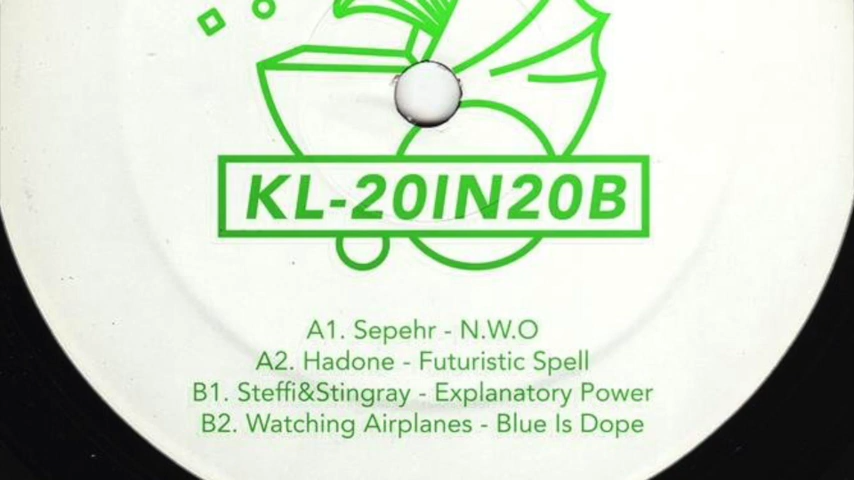 KL-20IN20B
A1. Sepehr - N.W.O
A2. Hadone - Futuristic Spell
B1. Steffi&Stingray - Explanatory Power
B2. Watching Airplanes - Blue Is Dope